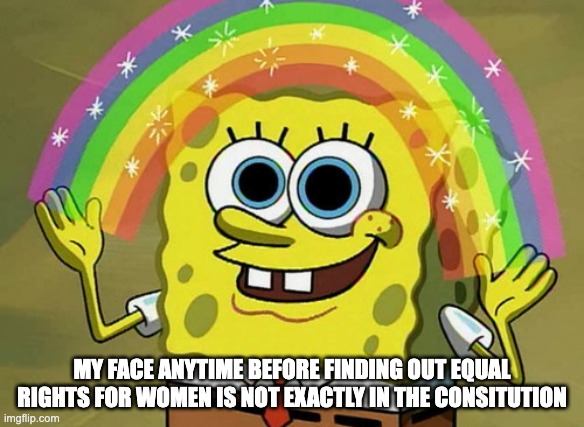 MY FACE ANYTIME BEFORE FINDING OUT EQUAL
RIGHTS FOR WOMEN IS NOT EXACTLY IN THE CONSITUTION
imgflip.com